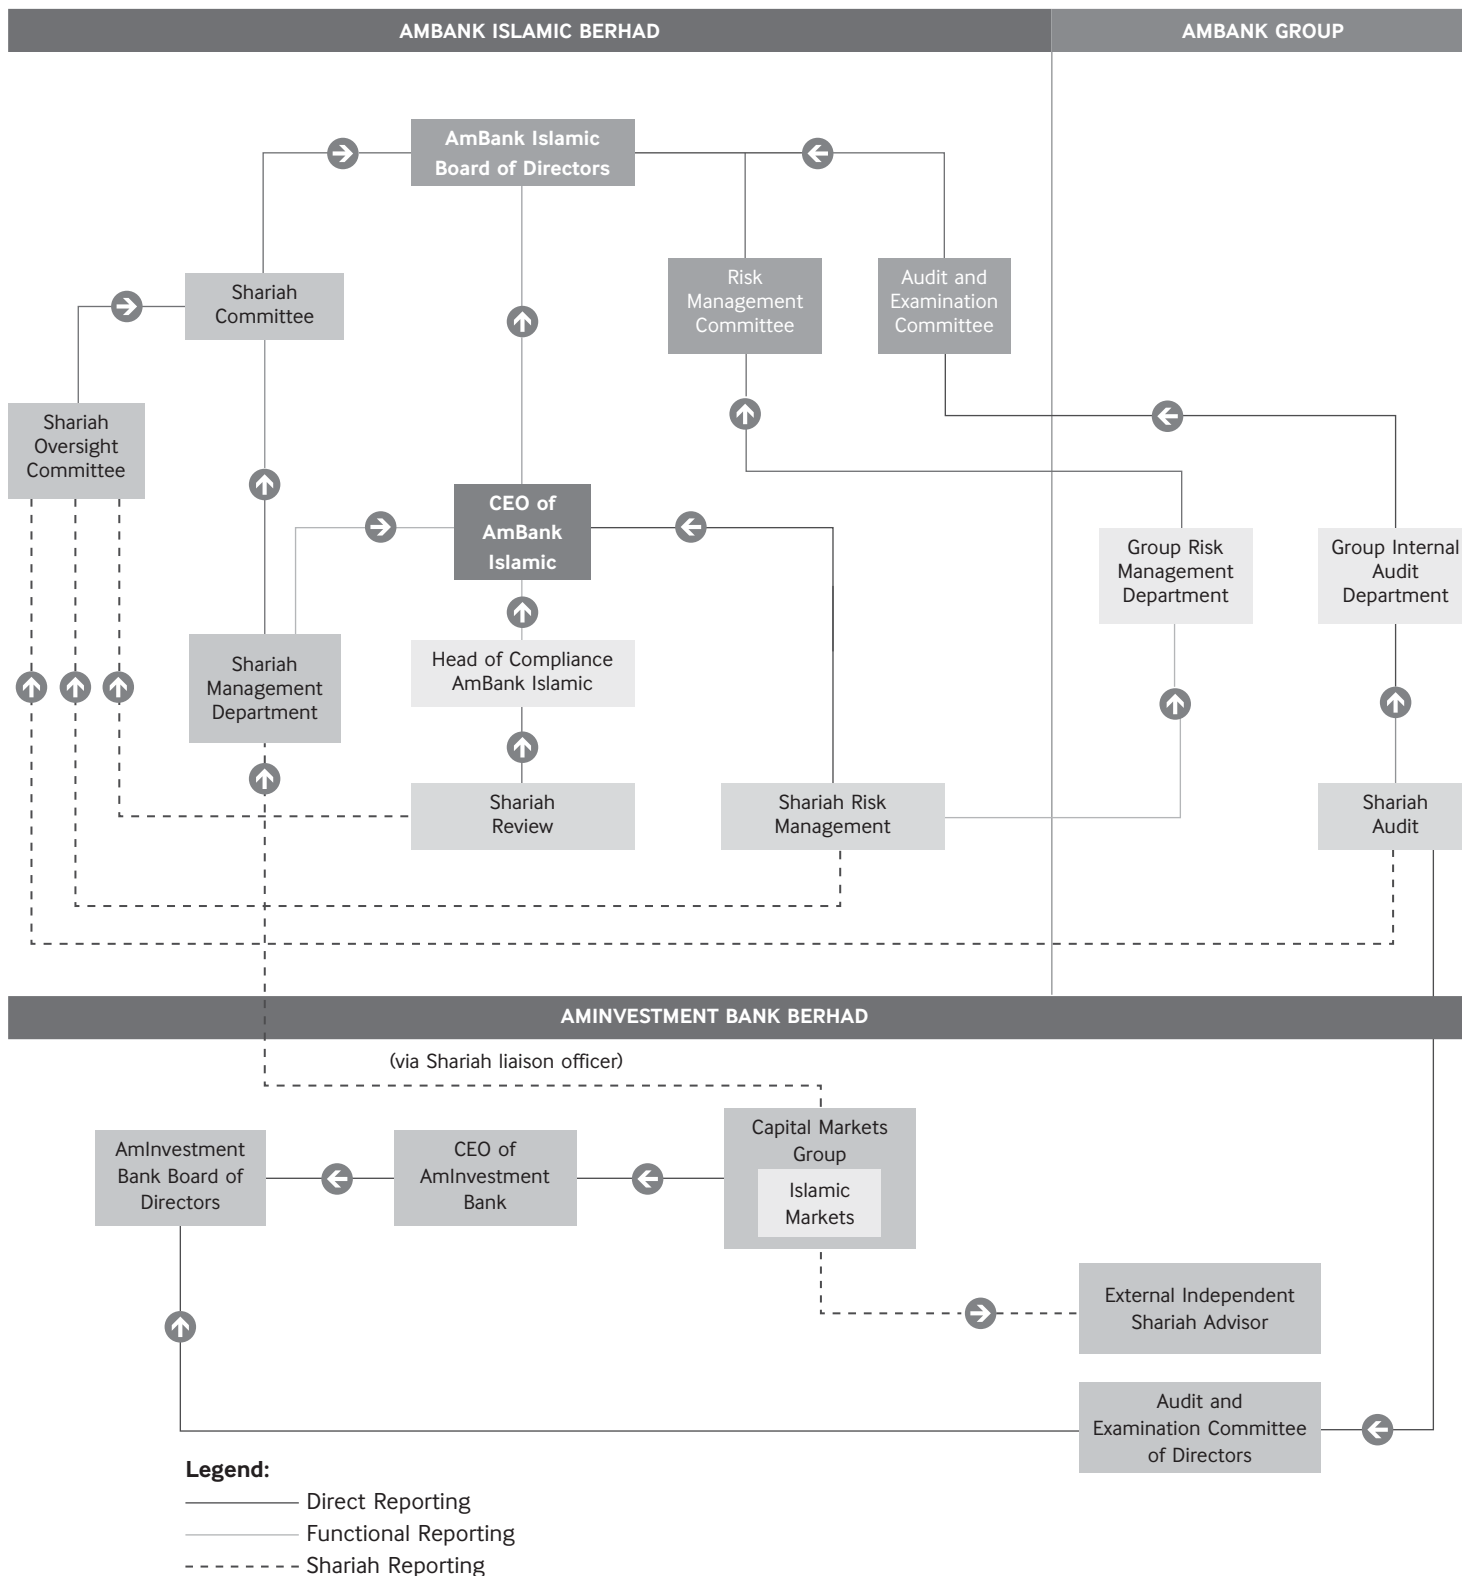 AMBANK ISLAMIC BERHAD
AMBANK GROUP
AmBank Islamic
Board of Directors
Shariah
Committee
Risk
Management
Committee
Audit and
Examination
Committee
Shariah
Oversight
Committee
CEO of
AmBank
Islamic
Group Risk
Management
Department
Group Internal
Audit
Department
Shariah
Management
Department
Head of Compliance
AmBank Islamic
Shariah
Review
Shariah Risk
Management
Shariah
Audit
AMINVESTMENT BANK BERHAD
(via Shariah liaison officer)
AmInvestment
Bank Board of
Directors
CEO of
AmInvestment
Bank
Capital Markets
Group
Islamic
Markets
External Independent
Shariah Advisor
Audit and
Examination Committee
of Directors
Legend:
Direct Reporting
Functional Reporting
Shariah Reporting